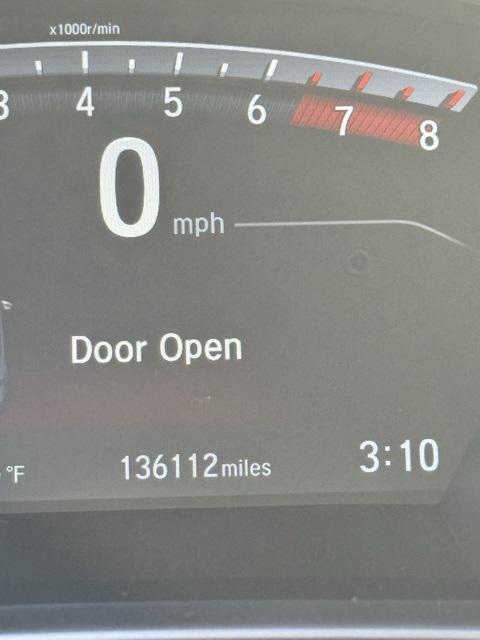 x1000r/min
3 4 5 6 7 8
0 mph
Door Open
°F 136112 miles 3:10